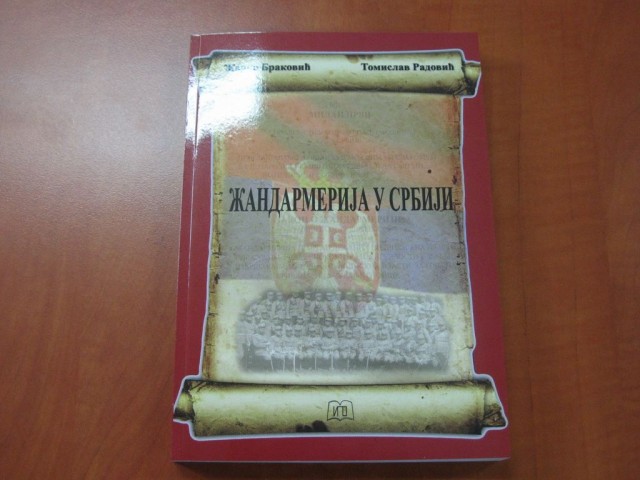 Браковић Томислав Радовић
ЖАНДАРМЕРИЈА У СРБИЈИ